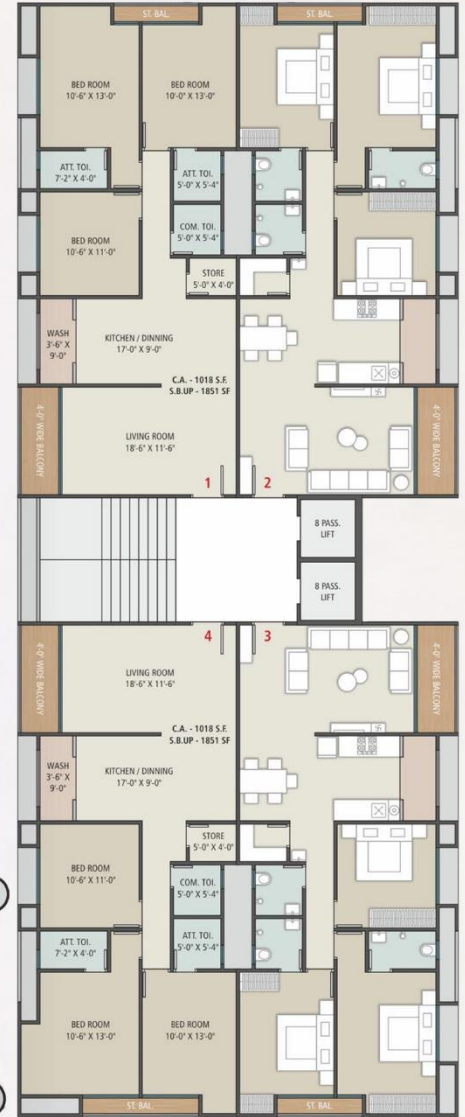 ST. BAL.
BED ROOM
10'-6" X 13'-0"
BED ROOM
10'-0" X 13'-0"
ATT. TOI.
7'-2" X 4'-0"
ATT. TOI.
5'-0" X 5'-4"
BED ROOM
10'-6" X 11'-0"
COM. TOI.
5'-0" X 5'-4"
STORE
5'-0" X 4'-0"
WASH
3'-6" X
9'-0"
KITCHEN / DINNING
17'-0" X 9'-0"
C.A. - 1018 S.F.
S.B.UP - 1851 SF
4'-0" WIDE BALCONY
LIVING ROOM
18'-6" X 11'-6"
4'-0" WIDE BALCONY
1
2
8 PASS.
LIFT
8 PASS.
LIFT
4
3
4'-0" WIDE BALCONY
LIVING ROOM
18'-6" X 11'-6"
4'-0" WIDE BALCONY
C.A. - 1018 S.F.
S.B.UP - 1851 SF
WASH
3'-6" X
9'-0"
KITCHEN / DINNING
17'-0" X 9'-0"
STORE
5'-0" X 4'-0"
BED ROOM
10'-6" X 11'-0"
COM. TOI.
5'-0" X 5'-4"
ATT. TOI.
7'-2" X 4'-0"
ATT. TOI.
5'-0" X 5'-4"
BED ROOM
10'-6" X 13'-0"
BED ROOM
10'-0" X 13'-0"
ST. BAL.
ST. BAL.